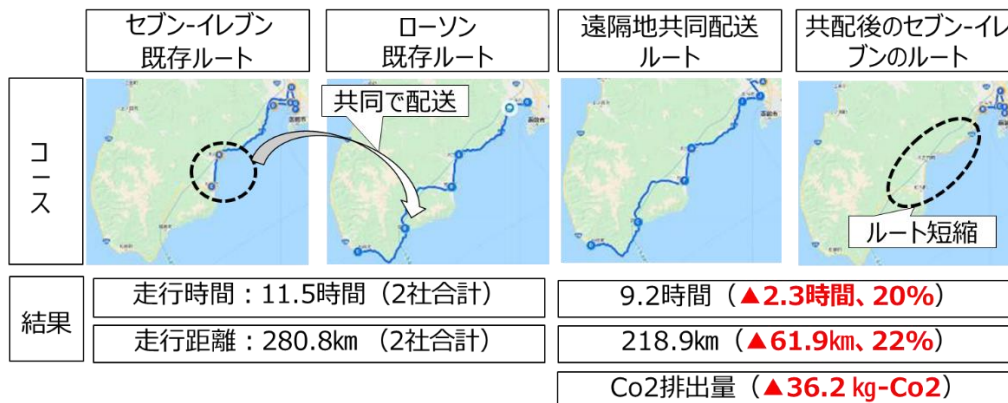 セブン-イレブン
既存ルート
ローソン
既存ルート
遠隔地共同配送
ルート
共配後のセブン-イレ
ブンのルート
コース
共同で配送
ルート短縮
結果
走行時間：11.5時間（2社合計）
9.2時間（▲2.3時間、20%）
走行距離：280.8㎞（2社合計）
218.9㎞（▲61.9㎞、22%）
Co2排出量（▲36.2 ㎏-Co2）